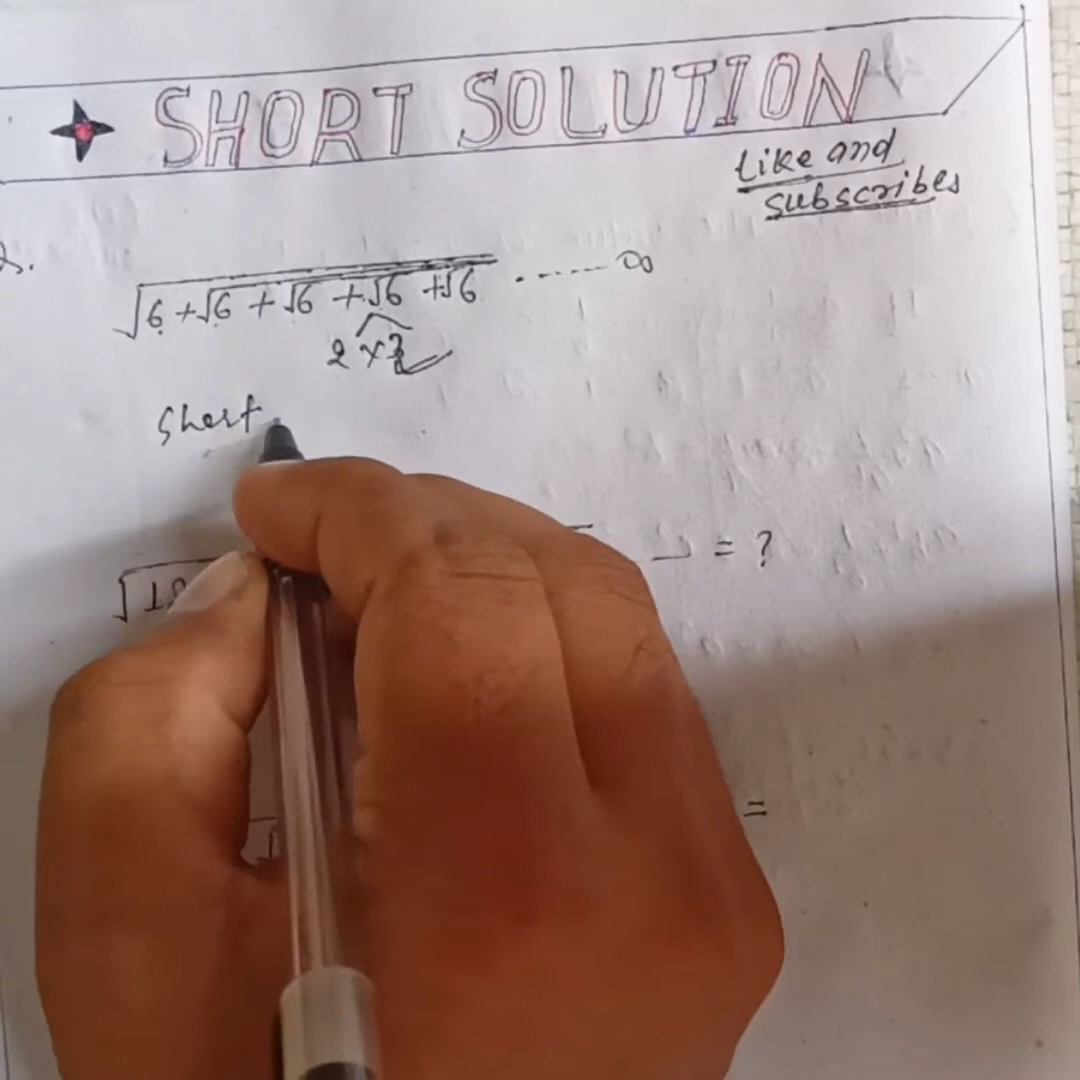 SHORT SOLUTION
Like and
subscribes
√6 + √6 + √6 + √6 + √6 ------- ∞
2 × 3
Short
= ?
=